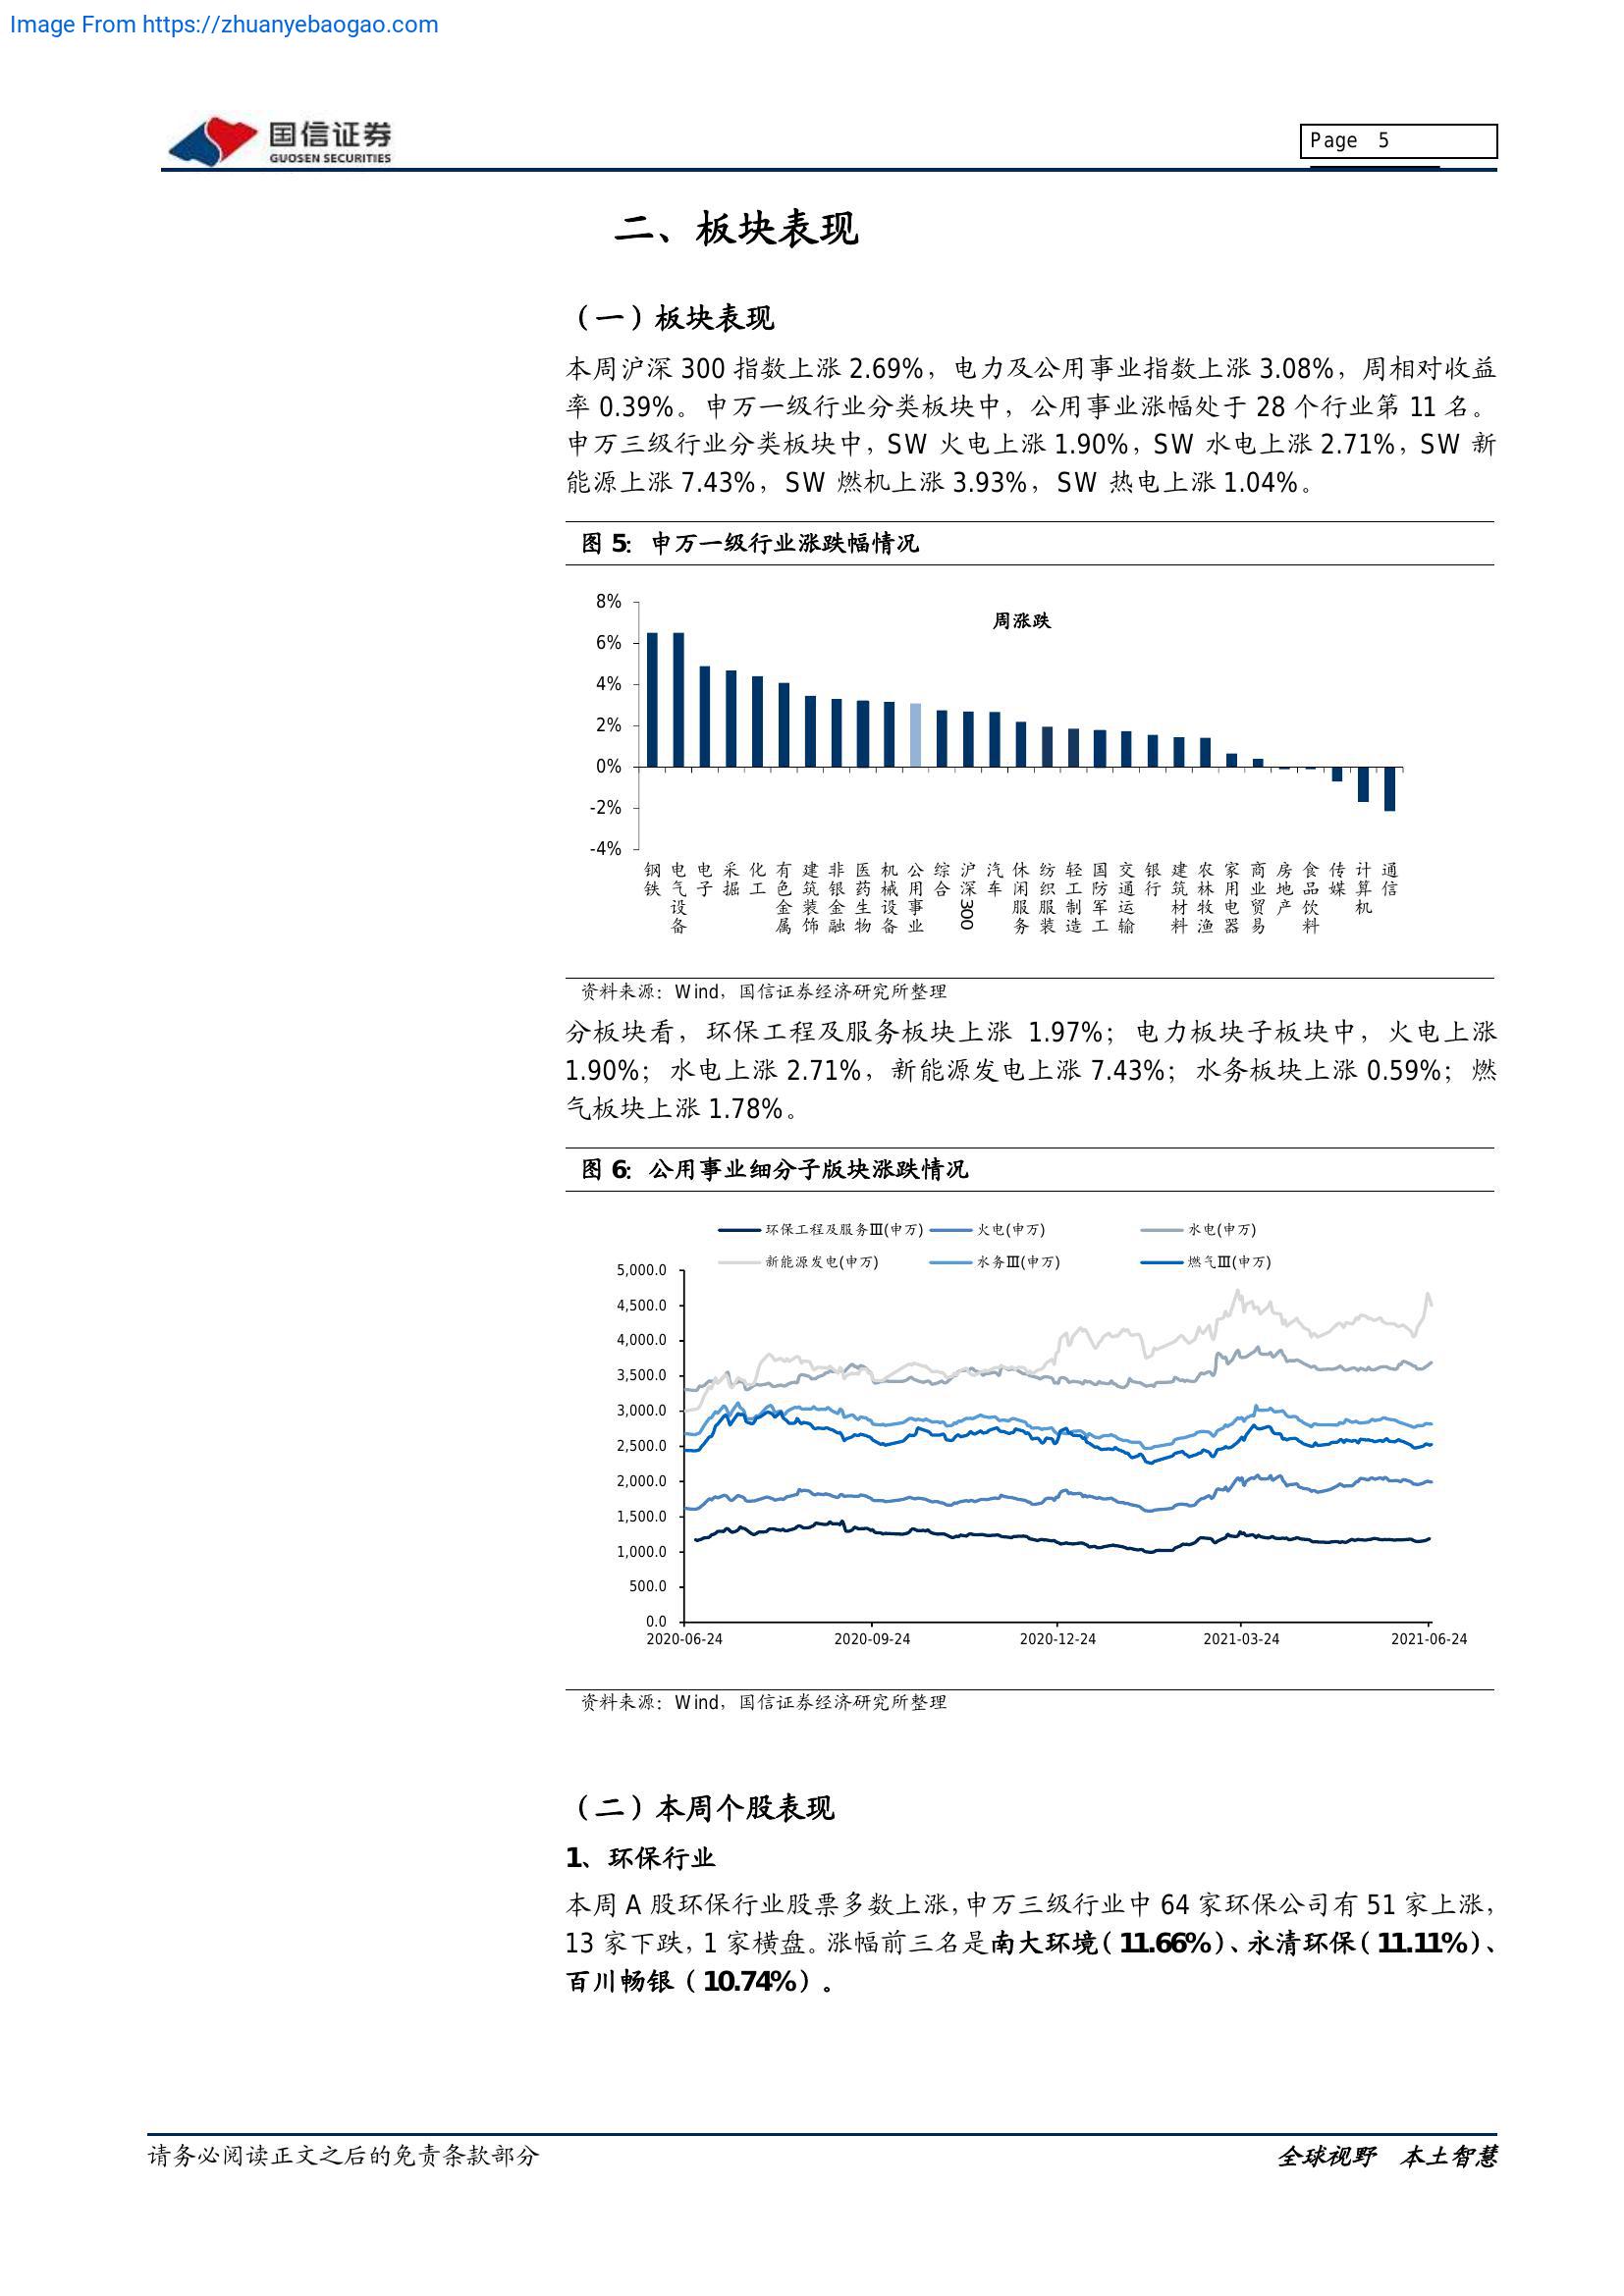 Image From https://zhuanyebaogao.com
国信证券
GUOSEN SECURITIES
Page 5
二、板块表现
（一）板块表现
本周沪深 300 指数上涨 2.69%，电力及公用事业指数上涨 3.08%，周相对收益
率 0.39%。申万一级行业分类板块中，公用事业涨幅处于 28 个行业第 11 名。
申万三级行业分类板块中，SW 火电上涨 1.90%，SW 水电上涨 2.71%，SW 新
能源上涨 7.43%，SW 燃机上涨 3.93%，SW 热电上涨 1.04%。
图 5：申万一级行业涨跌幅情况
周涨跌
8%
6%
4%
2%
0%
-2%
-4%
钢铁
电气设备
电子
采掘
化工
有色金属
建筑装饰
非银金融
医药生物
机械设备
公用事业
综合
沪深300
汽车
休闲服务
纺织服装
轻工制造
国防军工
交通运输
银行
建筑材料
农林牧渔
家用电器
商业贸易
房地产
食品饮料
传媒
计算机
通信
资料来源：Wind，国信证券经济研究所整理
分板块看，环保工程及服务板块上涨 1.97%；电力板块子板块中，火电上涨
1.90%；水电上涨 2.71%，新能源发电上涨 7.43%；水务板块上涨 0.59%；燃
气板块上涨 1.78%。
图 6：公用事业细分子版块涨跌情况
环保工程及服务Ⅲ(申万) 火电(申万) 水电(申万)
新能源发电(申万) 水务Ⅲ(申万) 燃气Ⅲ(申万)
5,000.0
4,500.0
4,000.0
3,500.0
3,000.0
2,500.0
2,000.0
1,500.0
1,000.0
500.0
0.0
2020-06-24 2020-09-24 2020-12-24 2021-03-24 2021-06-24
资料来源：Wind，国信证券经济研究所整理
（二）本周个股表现
1、环保行业
本周 A 股环保行业股票多数上涨，申万三级行业中 64 家环保公司有 51 家上涨，
13 家下跌，1 家横盘。涨幅前三名是南大环境（11.66%）、永清环保（11.11%）、
百川畅银（10.74%）。
请务必阅读正文之后的免责条款部分
全球视野 本土智慧